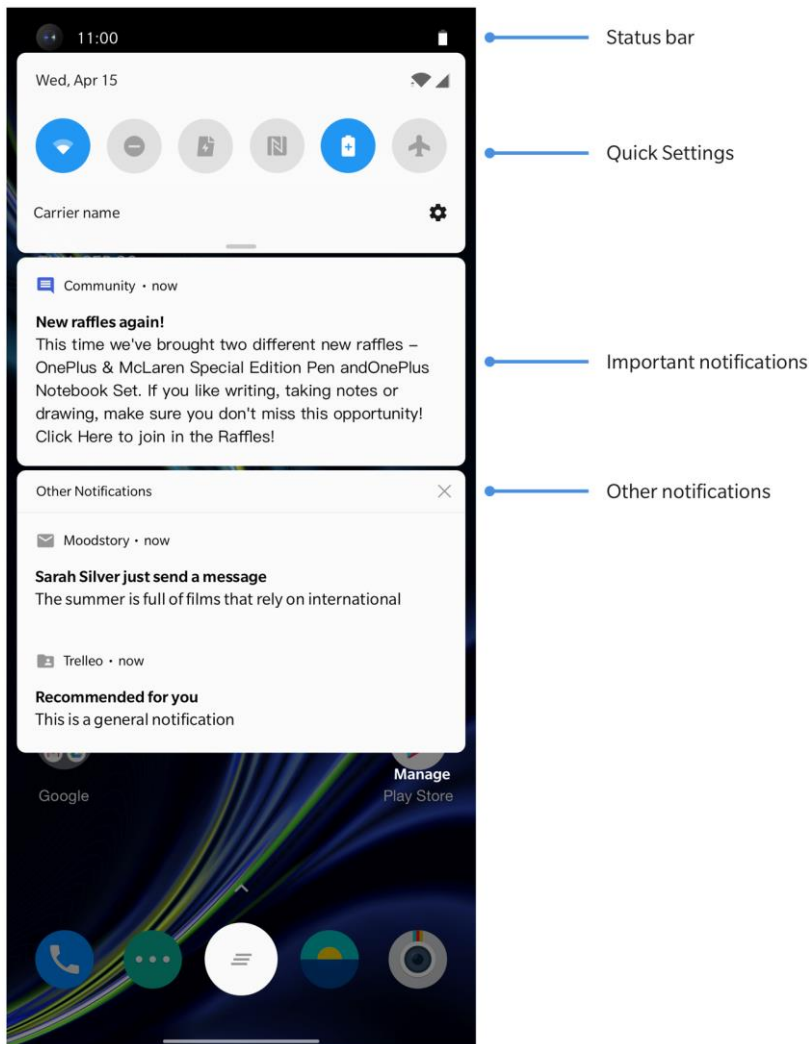 11:00
Status bar
Wed, Apr 15
Quick Settings
Carrier name
Community • now
New raffles again!
This time we've brought two different new raffles –
OnePlus & McLaren Special Edition Pen andOnePlus
Notebook Set. If you like writing, taking notes or
drawing, make sure you don't miss this opportunity!
Click Here to join in the Raffles!
Important notifications
Other Notifications
Other notifications
Moodstory • now
Sarah Silver just send a message
The summer is full of films that rely on international
Trelleo • now
Recommended for you
This is a general notification
Manage
Google
Play Store